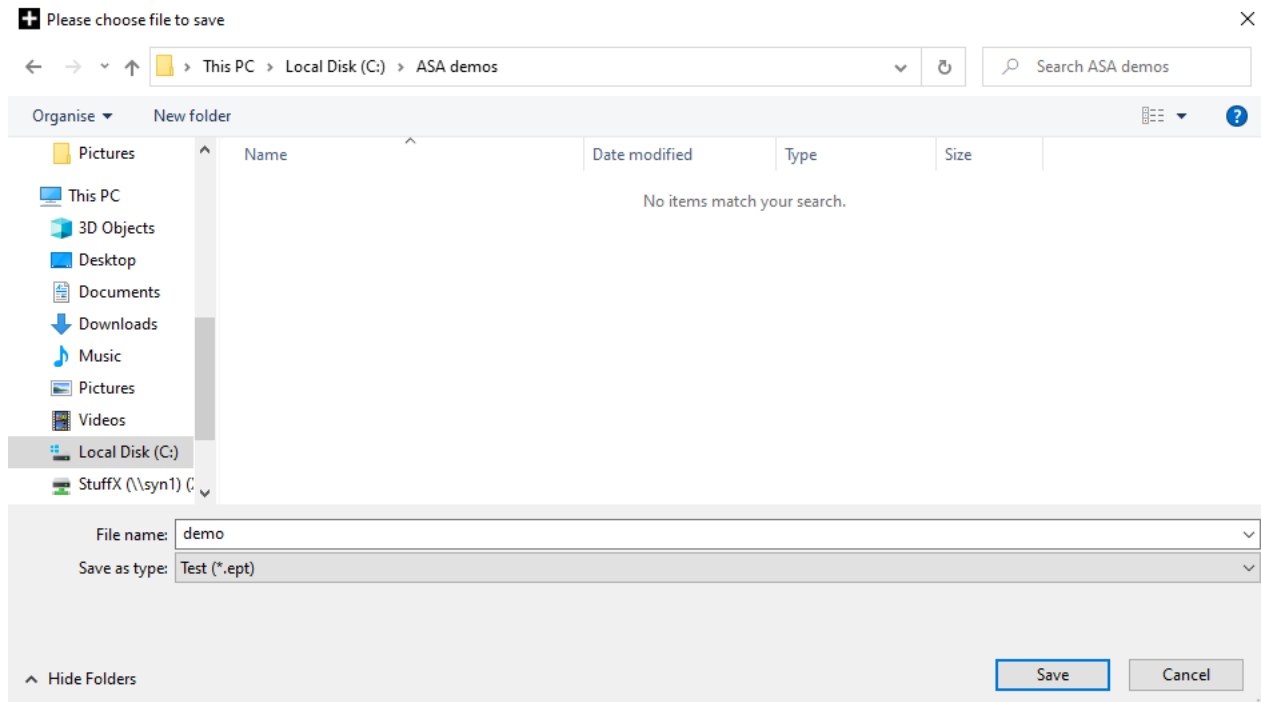 Please choose file to save
This PC > Local Disk (C:) > ASA demos
Search ASA demos
Organise
New folder
Name
Date modified
Type
Size
No items match your search.
Pictures
This PC
3D Objects
Desktop
Documents
Downloads
Music
Pictures
Videos
Local Disk (C:)
StuffX (\\syn1) (
File name: demo
Save as type: Test (*.ept)
Hide Folders
Save
Cancel